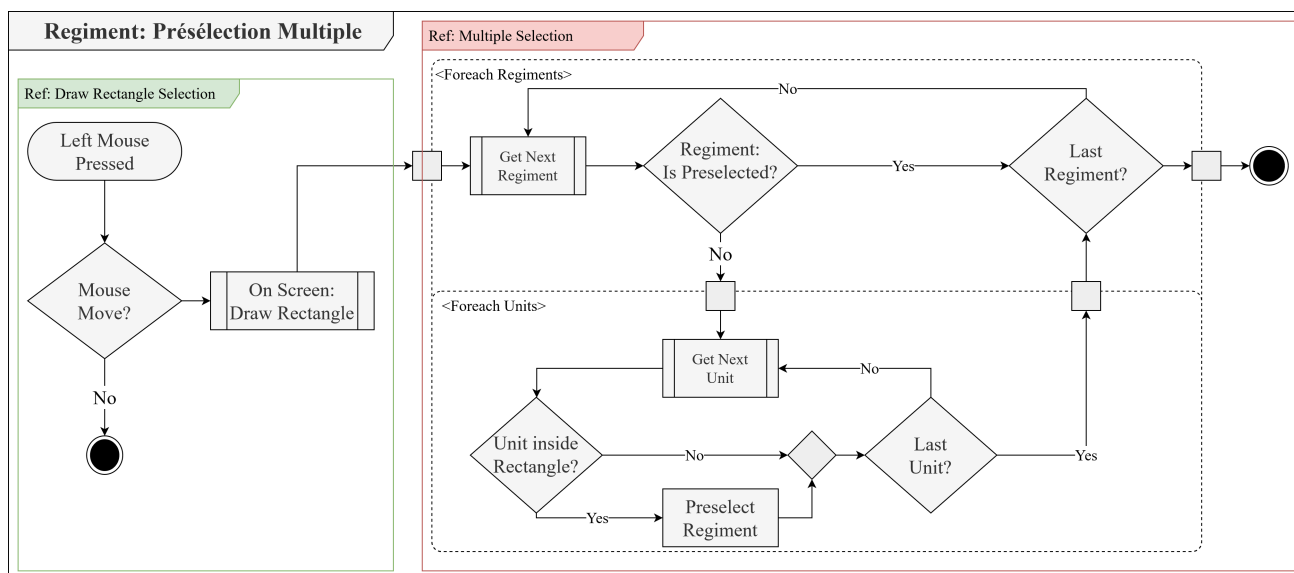 Regiment: Présélection Multiple
Ref: Draw Rectangle Selection
Left Mouse
Pressed
Mouse
Move?
On Screen:
Draw Rectangle
No
Ref: Multiple Selection
<Foreach Regiments>
No
Get Next
Regiment
Regiment:
Is Preselected?
Yes
Last
Regiment?
No
<Foreach Units>
Get Next
Unit
No
Unit inside
Rectangle?
No
Last
Unit?
Yes
Yes
Preselect
Regiment